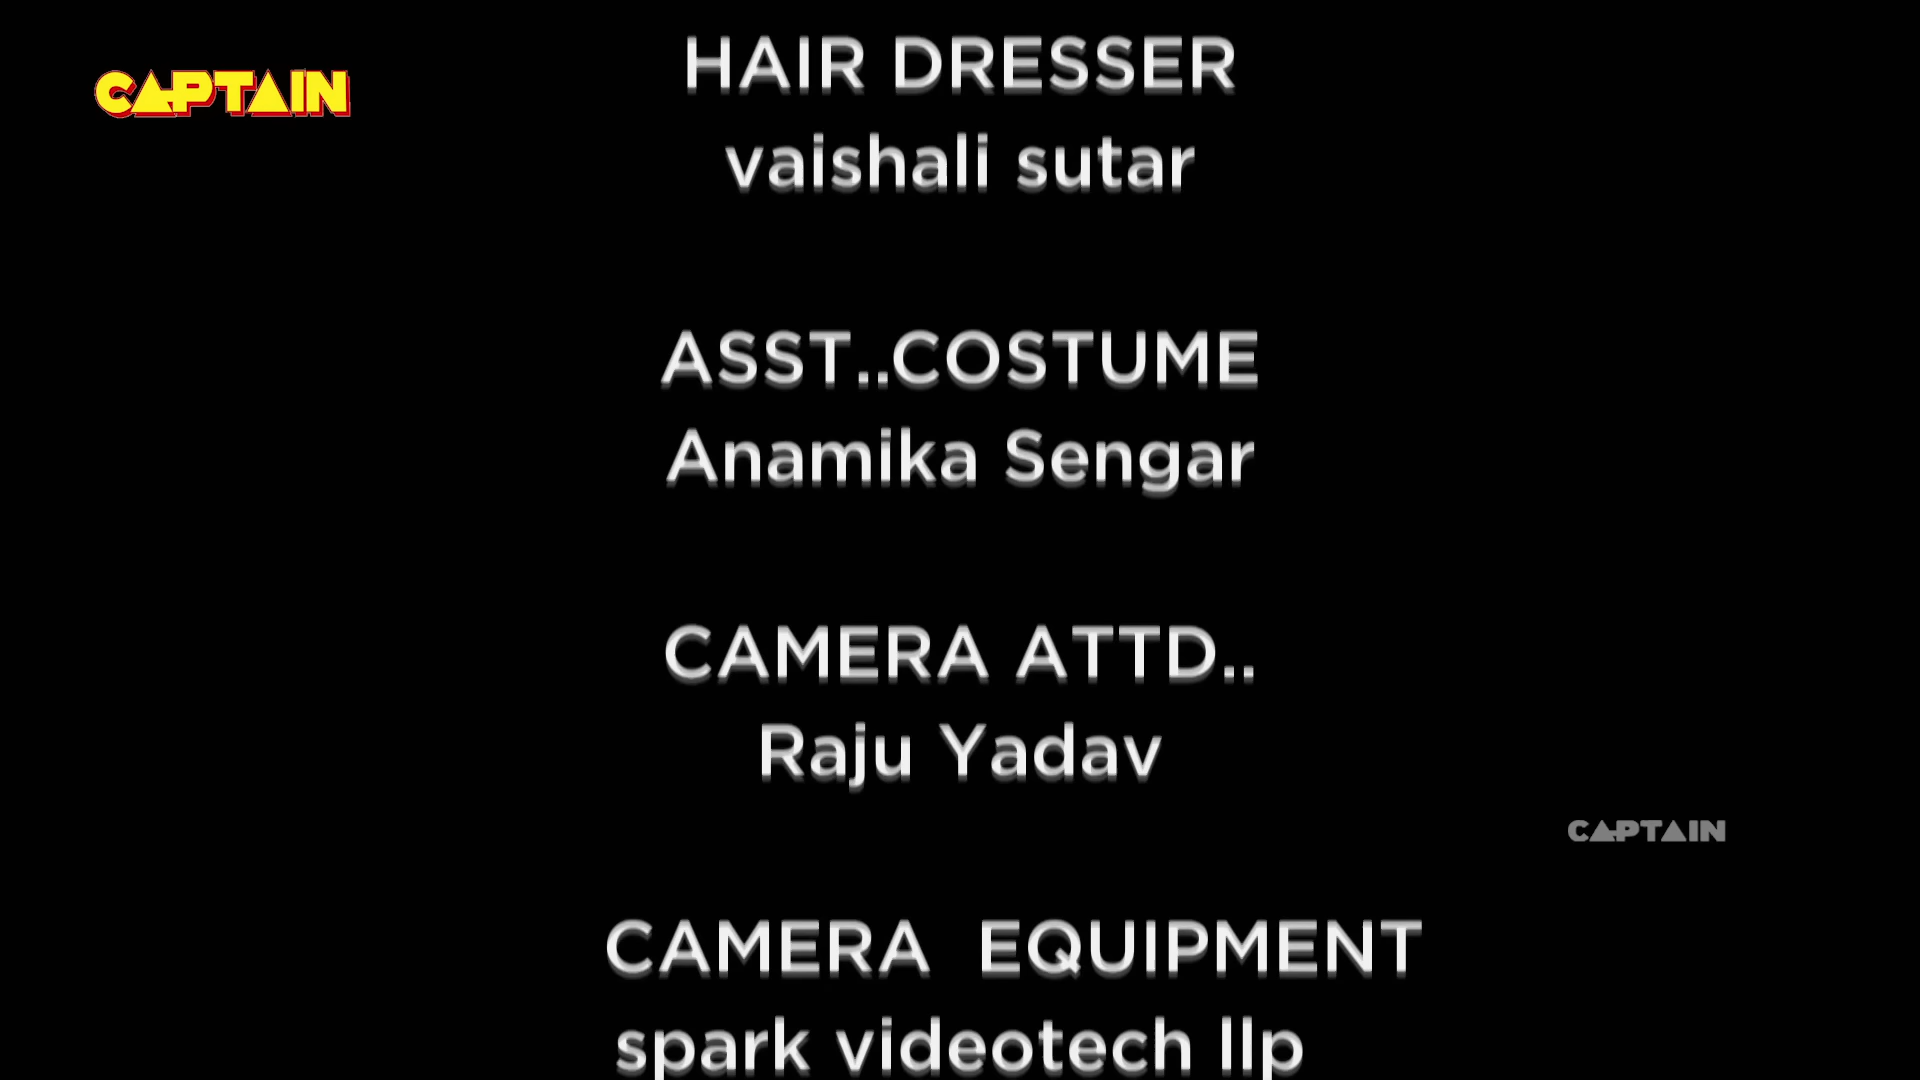 CAPTAIN
HAIR DRESSER
vaishali sutar
ASST..COSTUME
Anamika Sengar
CAMERA ATTD..
Raju Yadav
CAPTAIN
CAMERA  EQUIPMENT
spark videotech llp